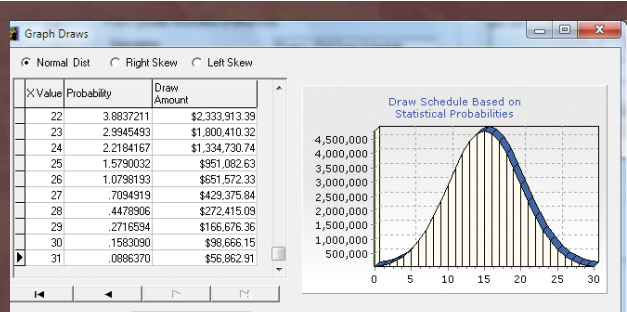 Graph Draws
Normal Dist Right Skew Left Skew
X Value Probability Draw Amount
22 3.8837211 $2,333,913.39
23 2.9945493 $1,800,410.32
24 2.2184167 $1,334,730.74
25 1.5790032 $951,082.63
26 1.0798193 $651,572.33
27 .7094919 $429,375.84
28 .4478906 $272,415.09
29 .2716594 $166,676.36
30 .1583090 $98,666.15
31 .0886370 $56,862.91
Draw Schedule Based on
Statistical Probabilities
4,500,000
4,000,000
3,500,000
3,000,000
2,500,000
2,000,000
1,500,000
1,000,000
500,000
0 5 10 15 20 25 30